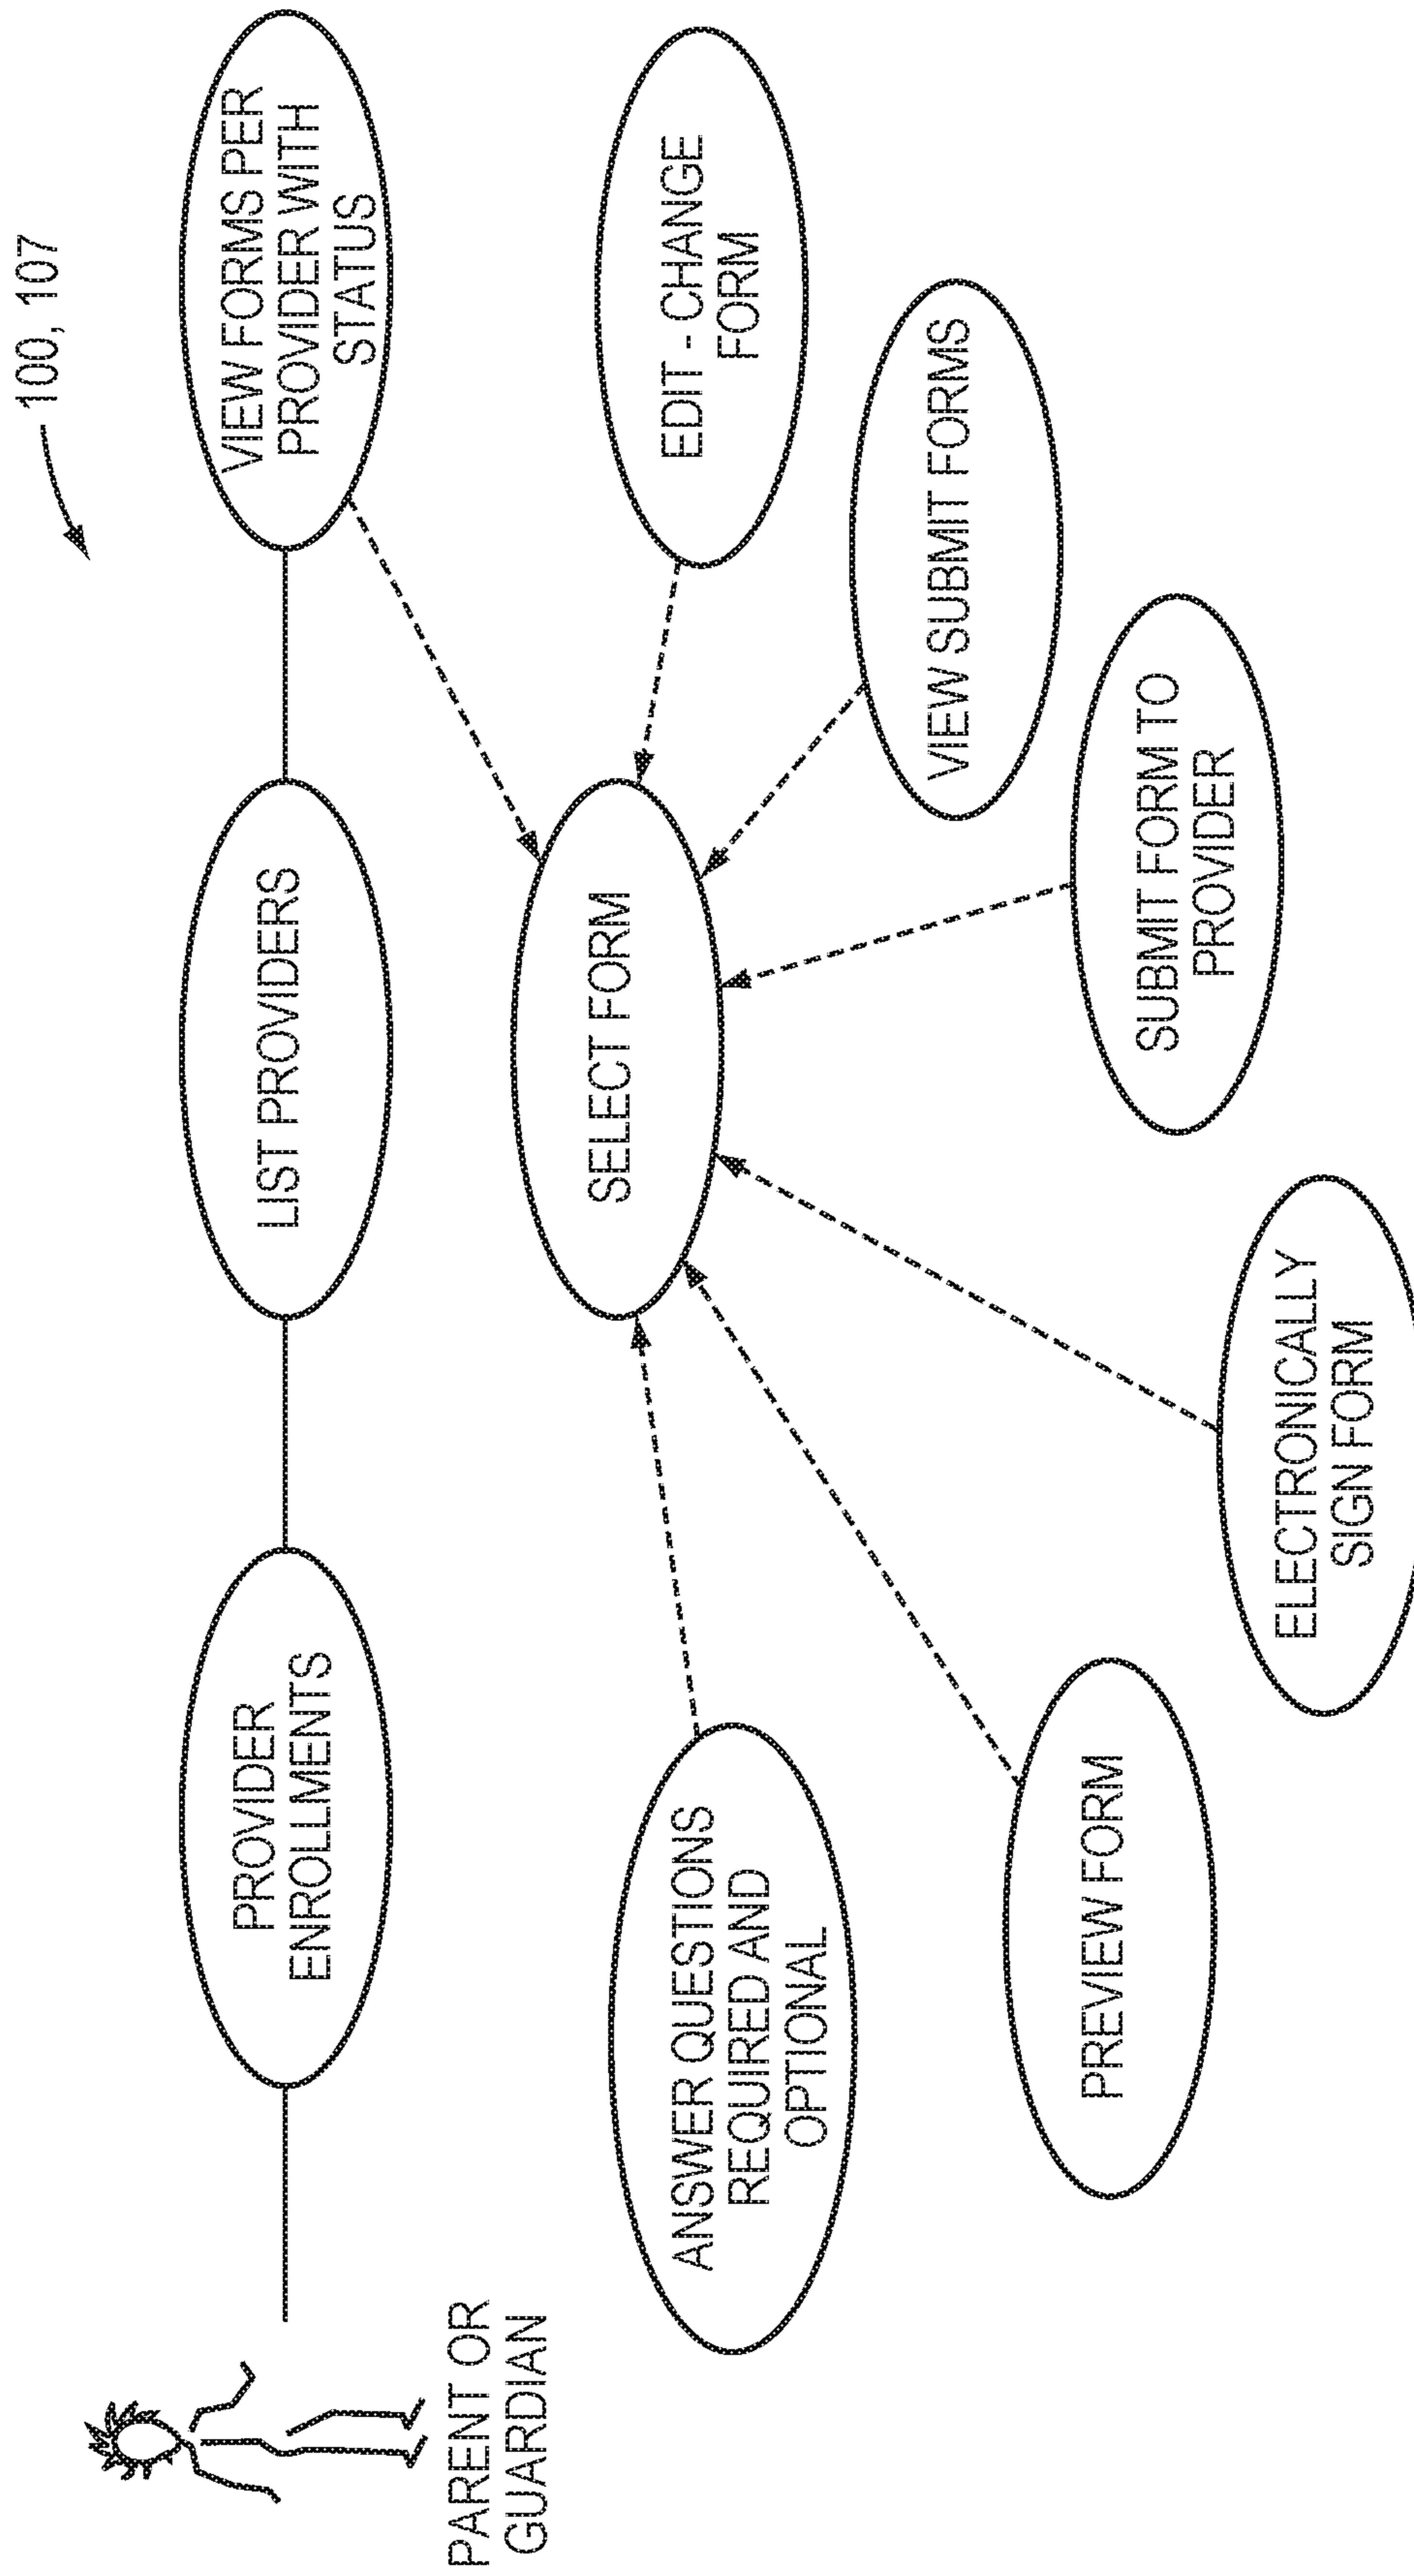 100, 107
PARENT OR
GUARDIAN
PROVIDER
ENROLLMENTS
LIST PROVIDERS
VIEW FORMS PER
PROVIDER WITH
STATUS
SELECT FORM
ANSWER QUESTIONS
REQUIRED AND
OPTIONAL
PREVIEW FORM
ELECTRONICALLY
SIGN FORM
SUBMIT FORM TO
PROVIDER
VIEW SUBMIT FORMS
EDIT - CHANGE
FORM